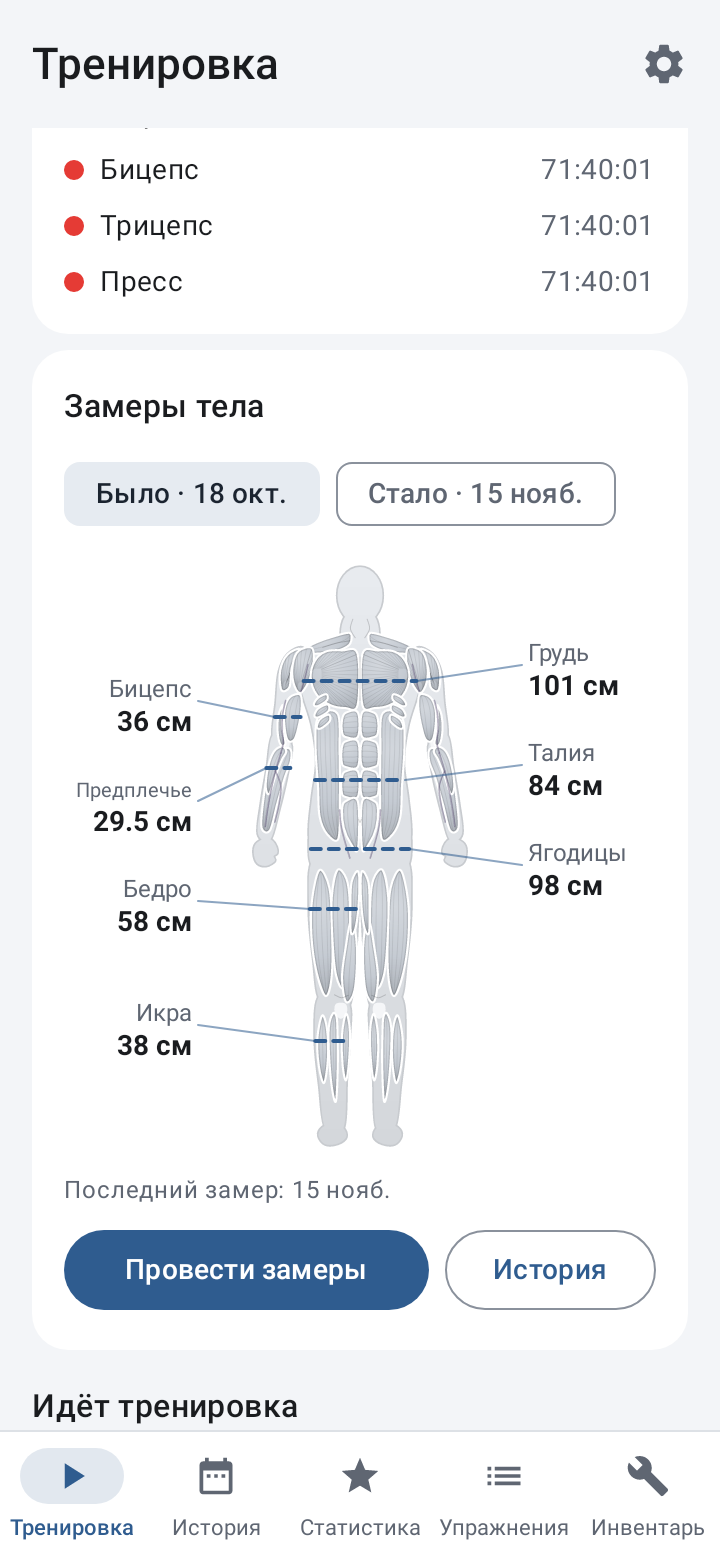 Тренировка
Бицепс 71:40:01
Трицепс 71:40:01
Пресс 71:40:01
Замеры тела
Было · 18 окт.
Стало · 15 нояб.
Грудь
101 см
Бицепс
36 см
Талия
84 см
Предплечье
29.5 см
Ягодицы
98 см
Бедро
58 см
Икра
38 см
Последний замер: 15 нояб.
Провести замеры
История
Идёт тренировка
Тренировка
История
Статистика
Упражнения
Инвентарь